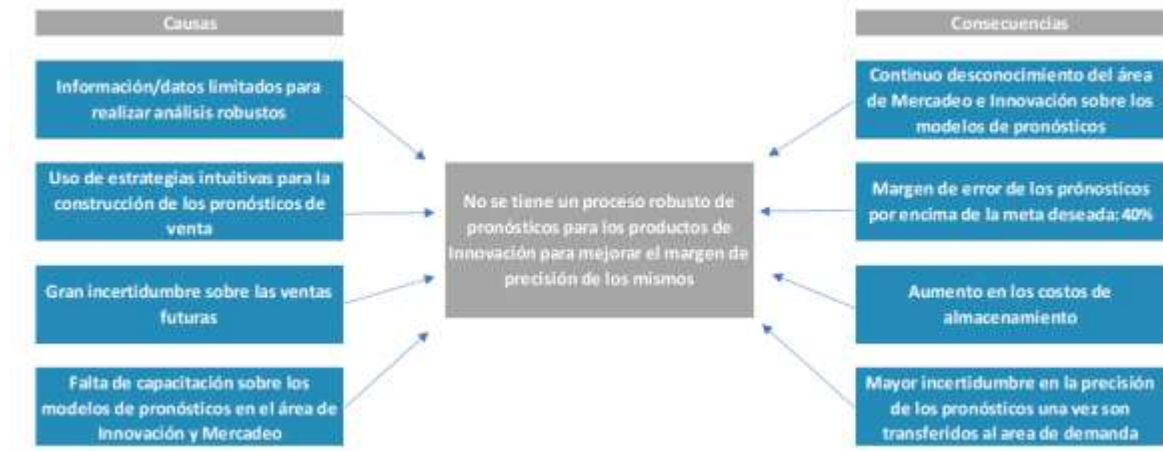 Causas
Información/datos limitados para
realizar análisis robustos
Uso de estrategias intuitivas para la
construcción de los pronósticos de
venta
Gran incertidumbre sobre las ventas
futuras
Falta de capacitación sobre los
modelos de pronósticos en el área de
Innovación y Mercadeo
No se tiene un proceso robusto de
pronósticos para los productos de
Innovación para mejorar el margen de
precisión de los mismos
Consecuencias
Continuo desconocimiento del área
de Mercadeo e Innovación sobre los
modelos de pronósticos
Margen de error de los prónosticos
por encima de la meta deseada: 40%
Aumento en los costos de
almacenamiento
Mayor incertidumbre en la precisión
de los pronósticos una vez son
transferidos al area de demanda